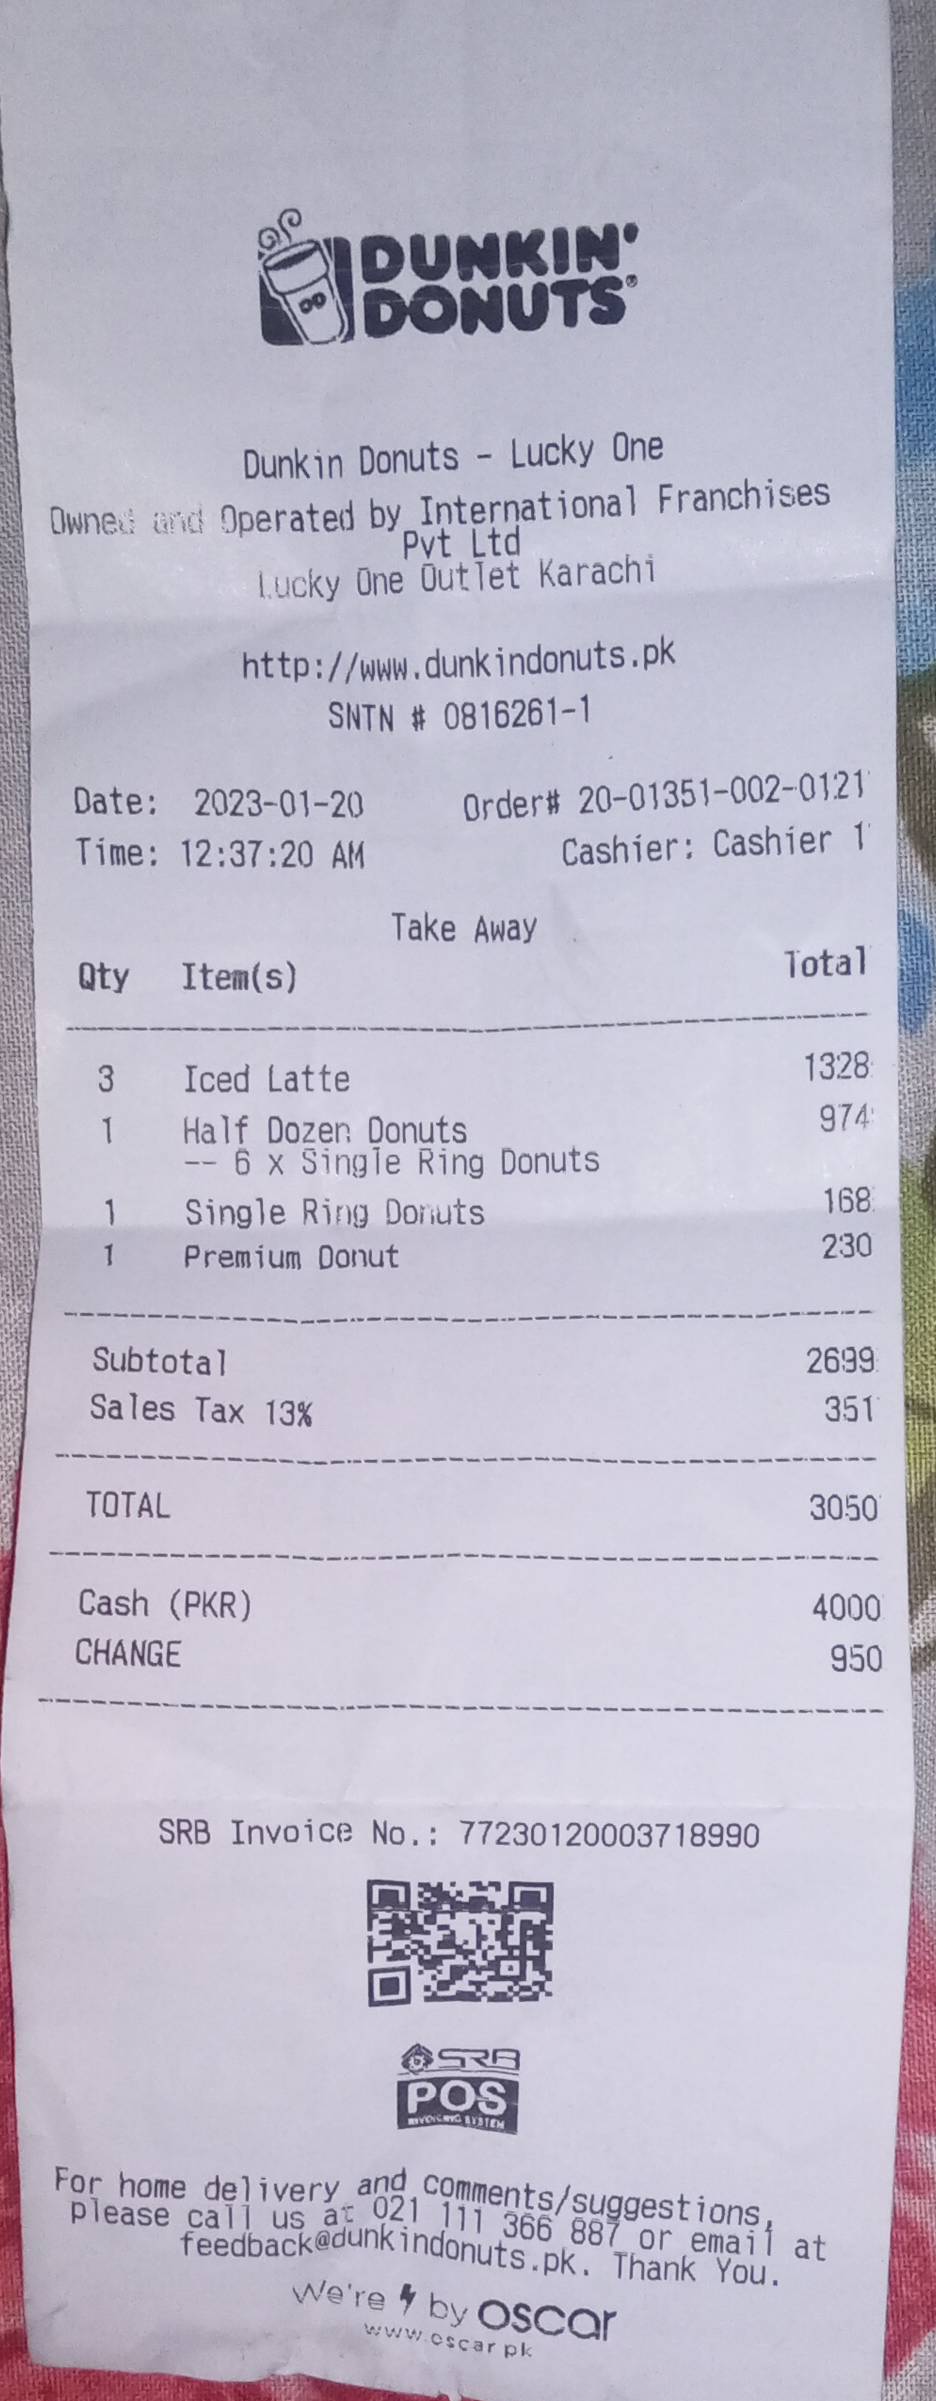 DUNKIN'
DONUTS®
Dunkin Donuts - Lucky One
Owned and Operated by International Franchises
Pvt Ltd
Lucky One Outlet Karachi
http://www.dunkindonuts.pk
SNTN # 0816261-1
Date: 2023-01-20 Order# 20-01351-002-0121
Time: 12:37:20 AM Cashier: Cashier 1
Take Away
Qty Item(s) Total
3 Iced Latte 1328
1 Half Dozen Donuts 974
-- 6 x Single Ring Donuts
1 Single Ring Donuts 168
1 Premium Donut 230
Subtotal 2699
Sales Tax 13% 351
TOTAL 3050
Cash (PKR) 4000
CHANGE 950
SRB Invoice No.: 77230120003718990
SRB
POS
INVOICING SYSTEM
For home delivery and comments/suggestions,
please call us at 021 111 366 887 or email at
feedback@dunkindonuts.pk. Thank You.
We're by oscar
www.oscar.pk